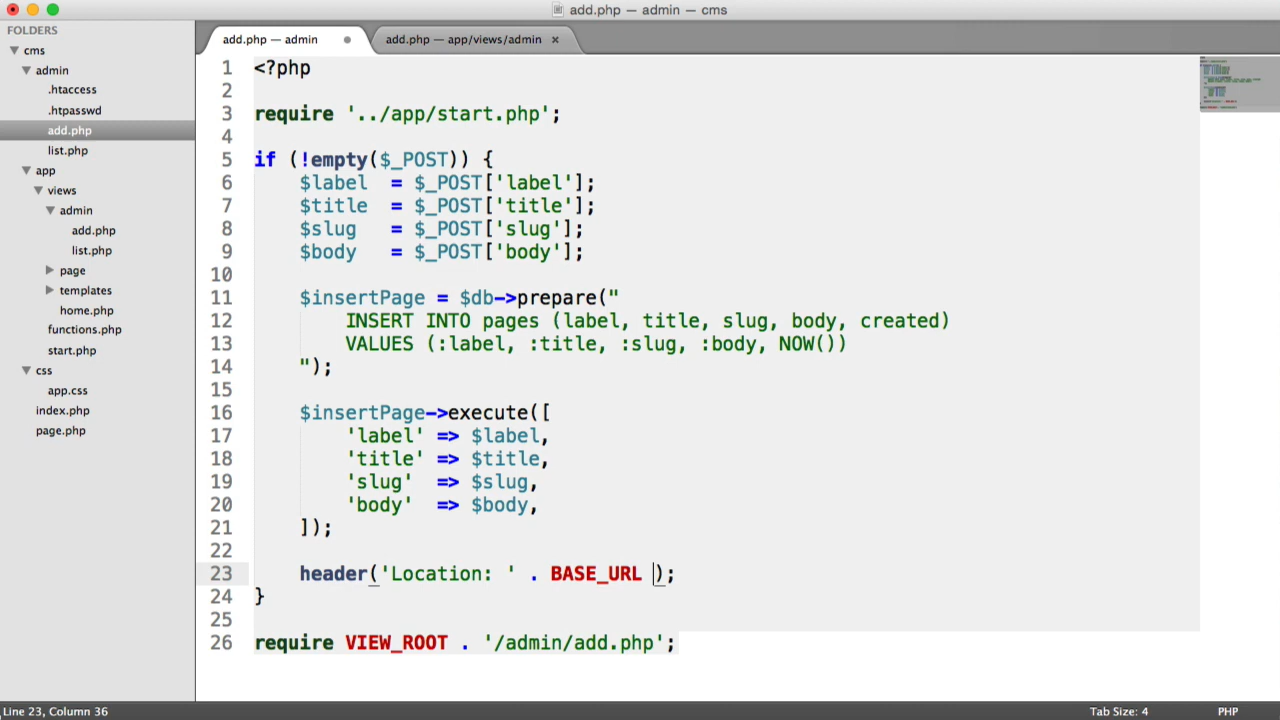 add.php — admin — cms
FOLDERS
cms
admin
.htaccess
.htpasswd
add.php
list.php
app
views
admin
add.php
list.php
page
templates
home.php
functions.php
start.php
css
app.css
index.php
page.php
add.php — admin
add.php — app/views/admin ×
1 <?php
2
3 require '../app/start.php';
4
5 if (!empty($_POST)) {
6     $label  = $_POST['label'];
7     $title  = $_POST['title'];
8     $slug   = $_POST['slug'];
9     $body   = $_POST['body'];
10
11     $insertPage = $db->prepare("
12         INSERT INTO pages (label, title, slug, body, created)
13         VALUES (:label, :title, :slug, :body, NOW())
14     ");
15
16     $insertPage->execute([
17         'label' => $label,
18         'title' => $title,
19         'slug'  => $slug,
20         'body'  => $body,
21     ]);
22
23     header('Location: ' . BASE_URL );
24 }
25
26 require VIEW_ROOT . '/admin/add.php';
Line 23, Column 36
Tab Size: 4
PHP